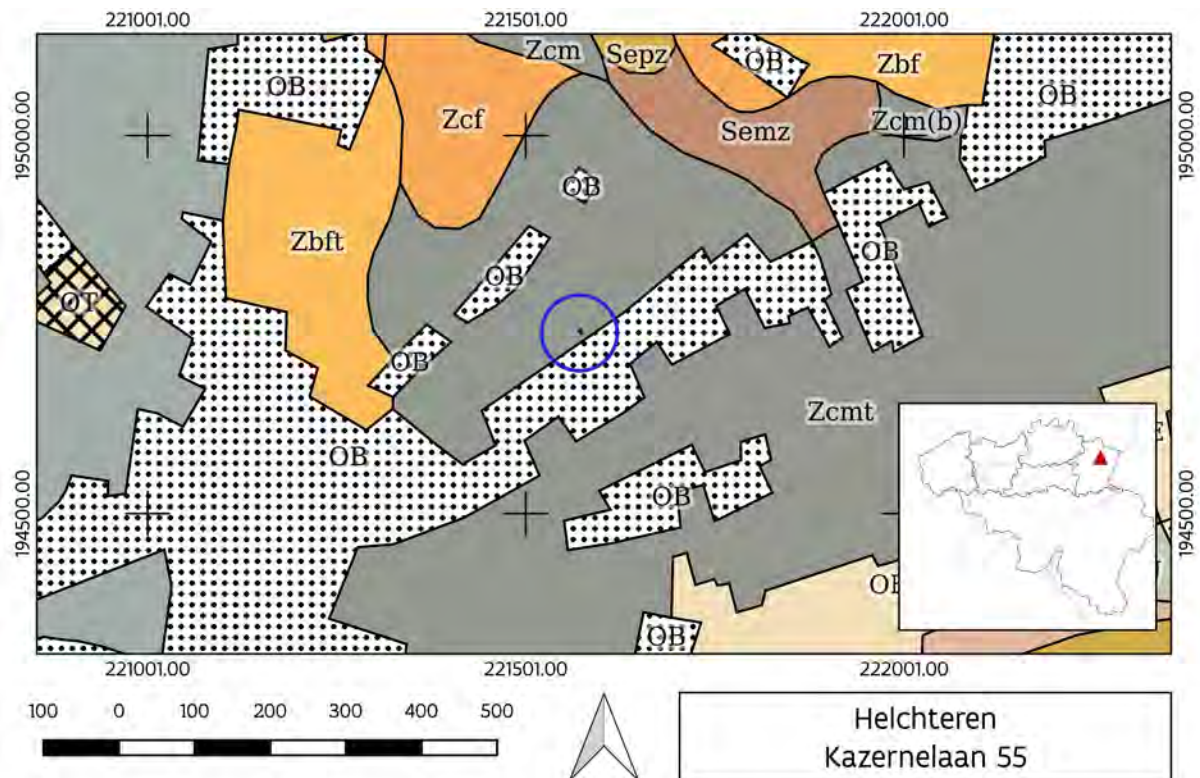 221001.00 221501.00 222001.00
Zcm Sepz OB Zbf
OB OB
195000.00 Zcf Semz Zcm(b) 195000.00
OB
Zbft OB OB
OT
OB
Zcmt
OB
OB
194500.00 194500.00
OB
221001.00 221501.00 222001.00
100 0 100 200 300 400 500
Helchteren
Kazernelaan 55